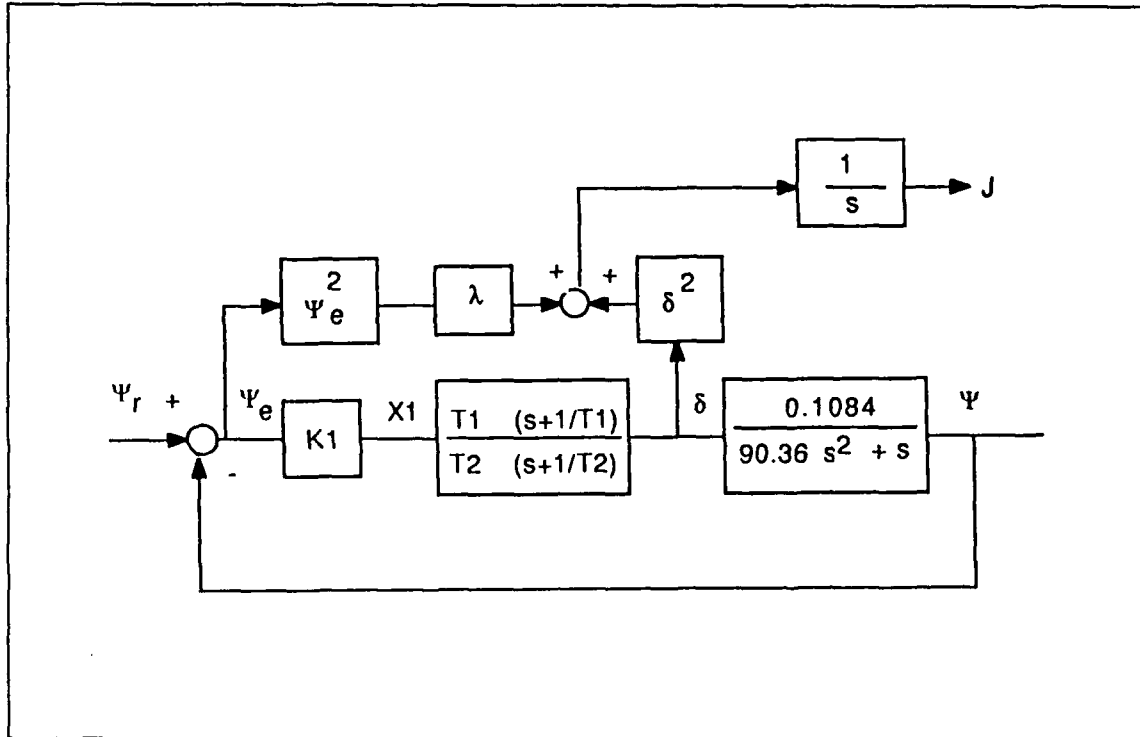 1
s
J
Ψe²
λ
+
+
δ²
Ψr
+
Ψe
K1
X1
T1 (s+1/T1)
T2 (s+1/T2)
δ
0.1084
90.36 s² + s
Ψ
-